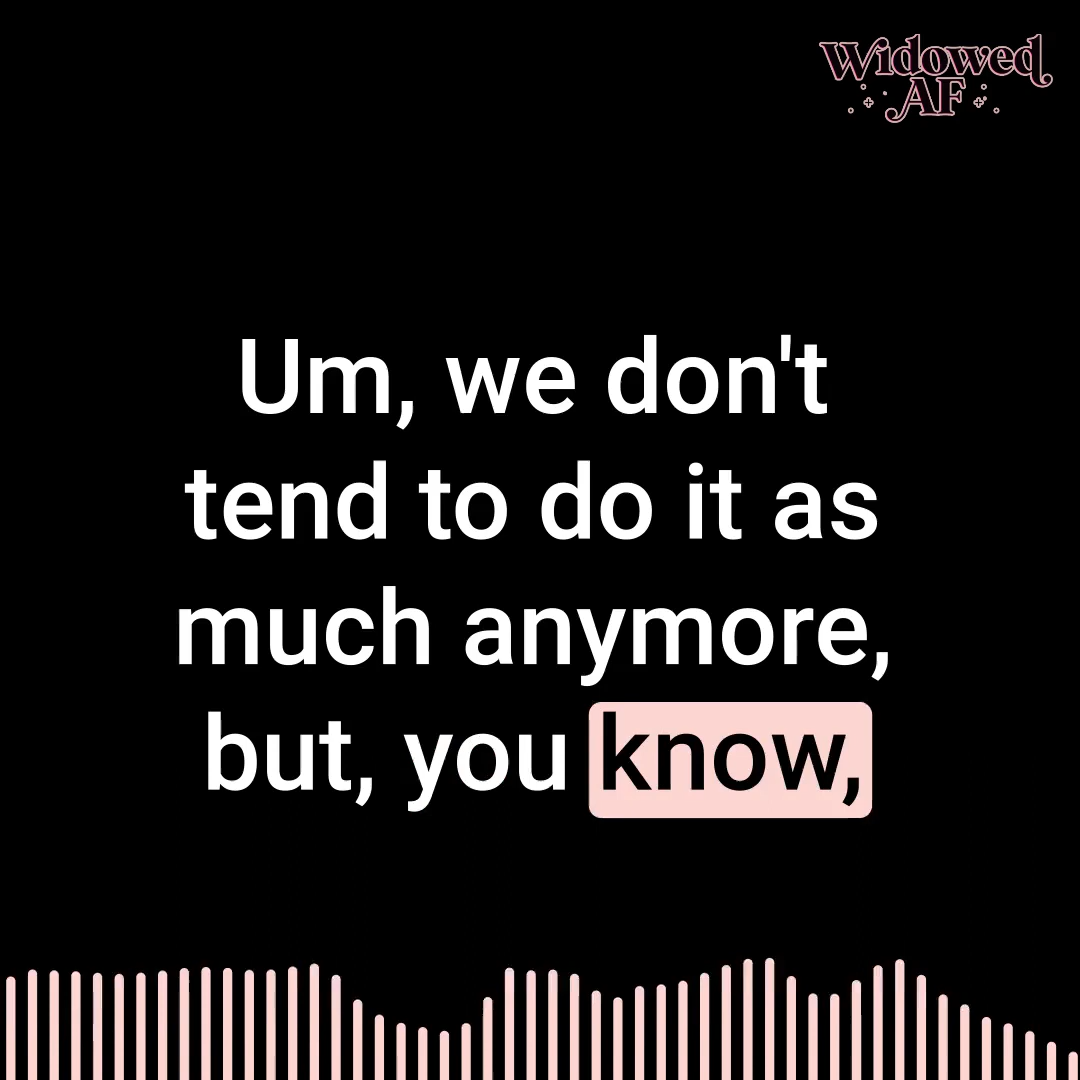 Widowed
AF
Um, we don't
tend to do it as
much anymore,
but, you know,